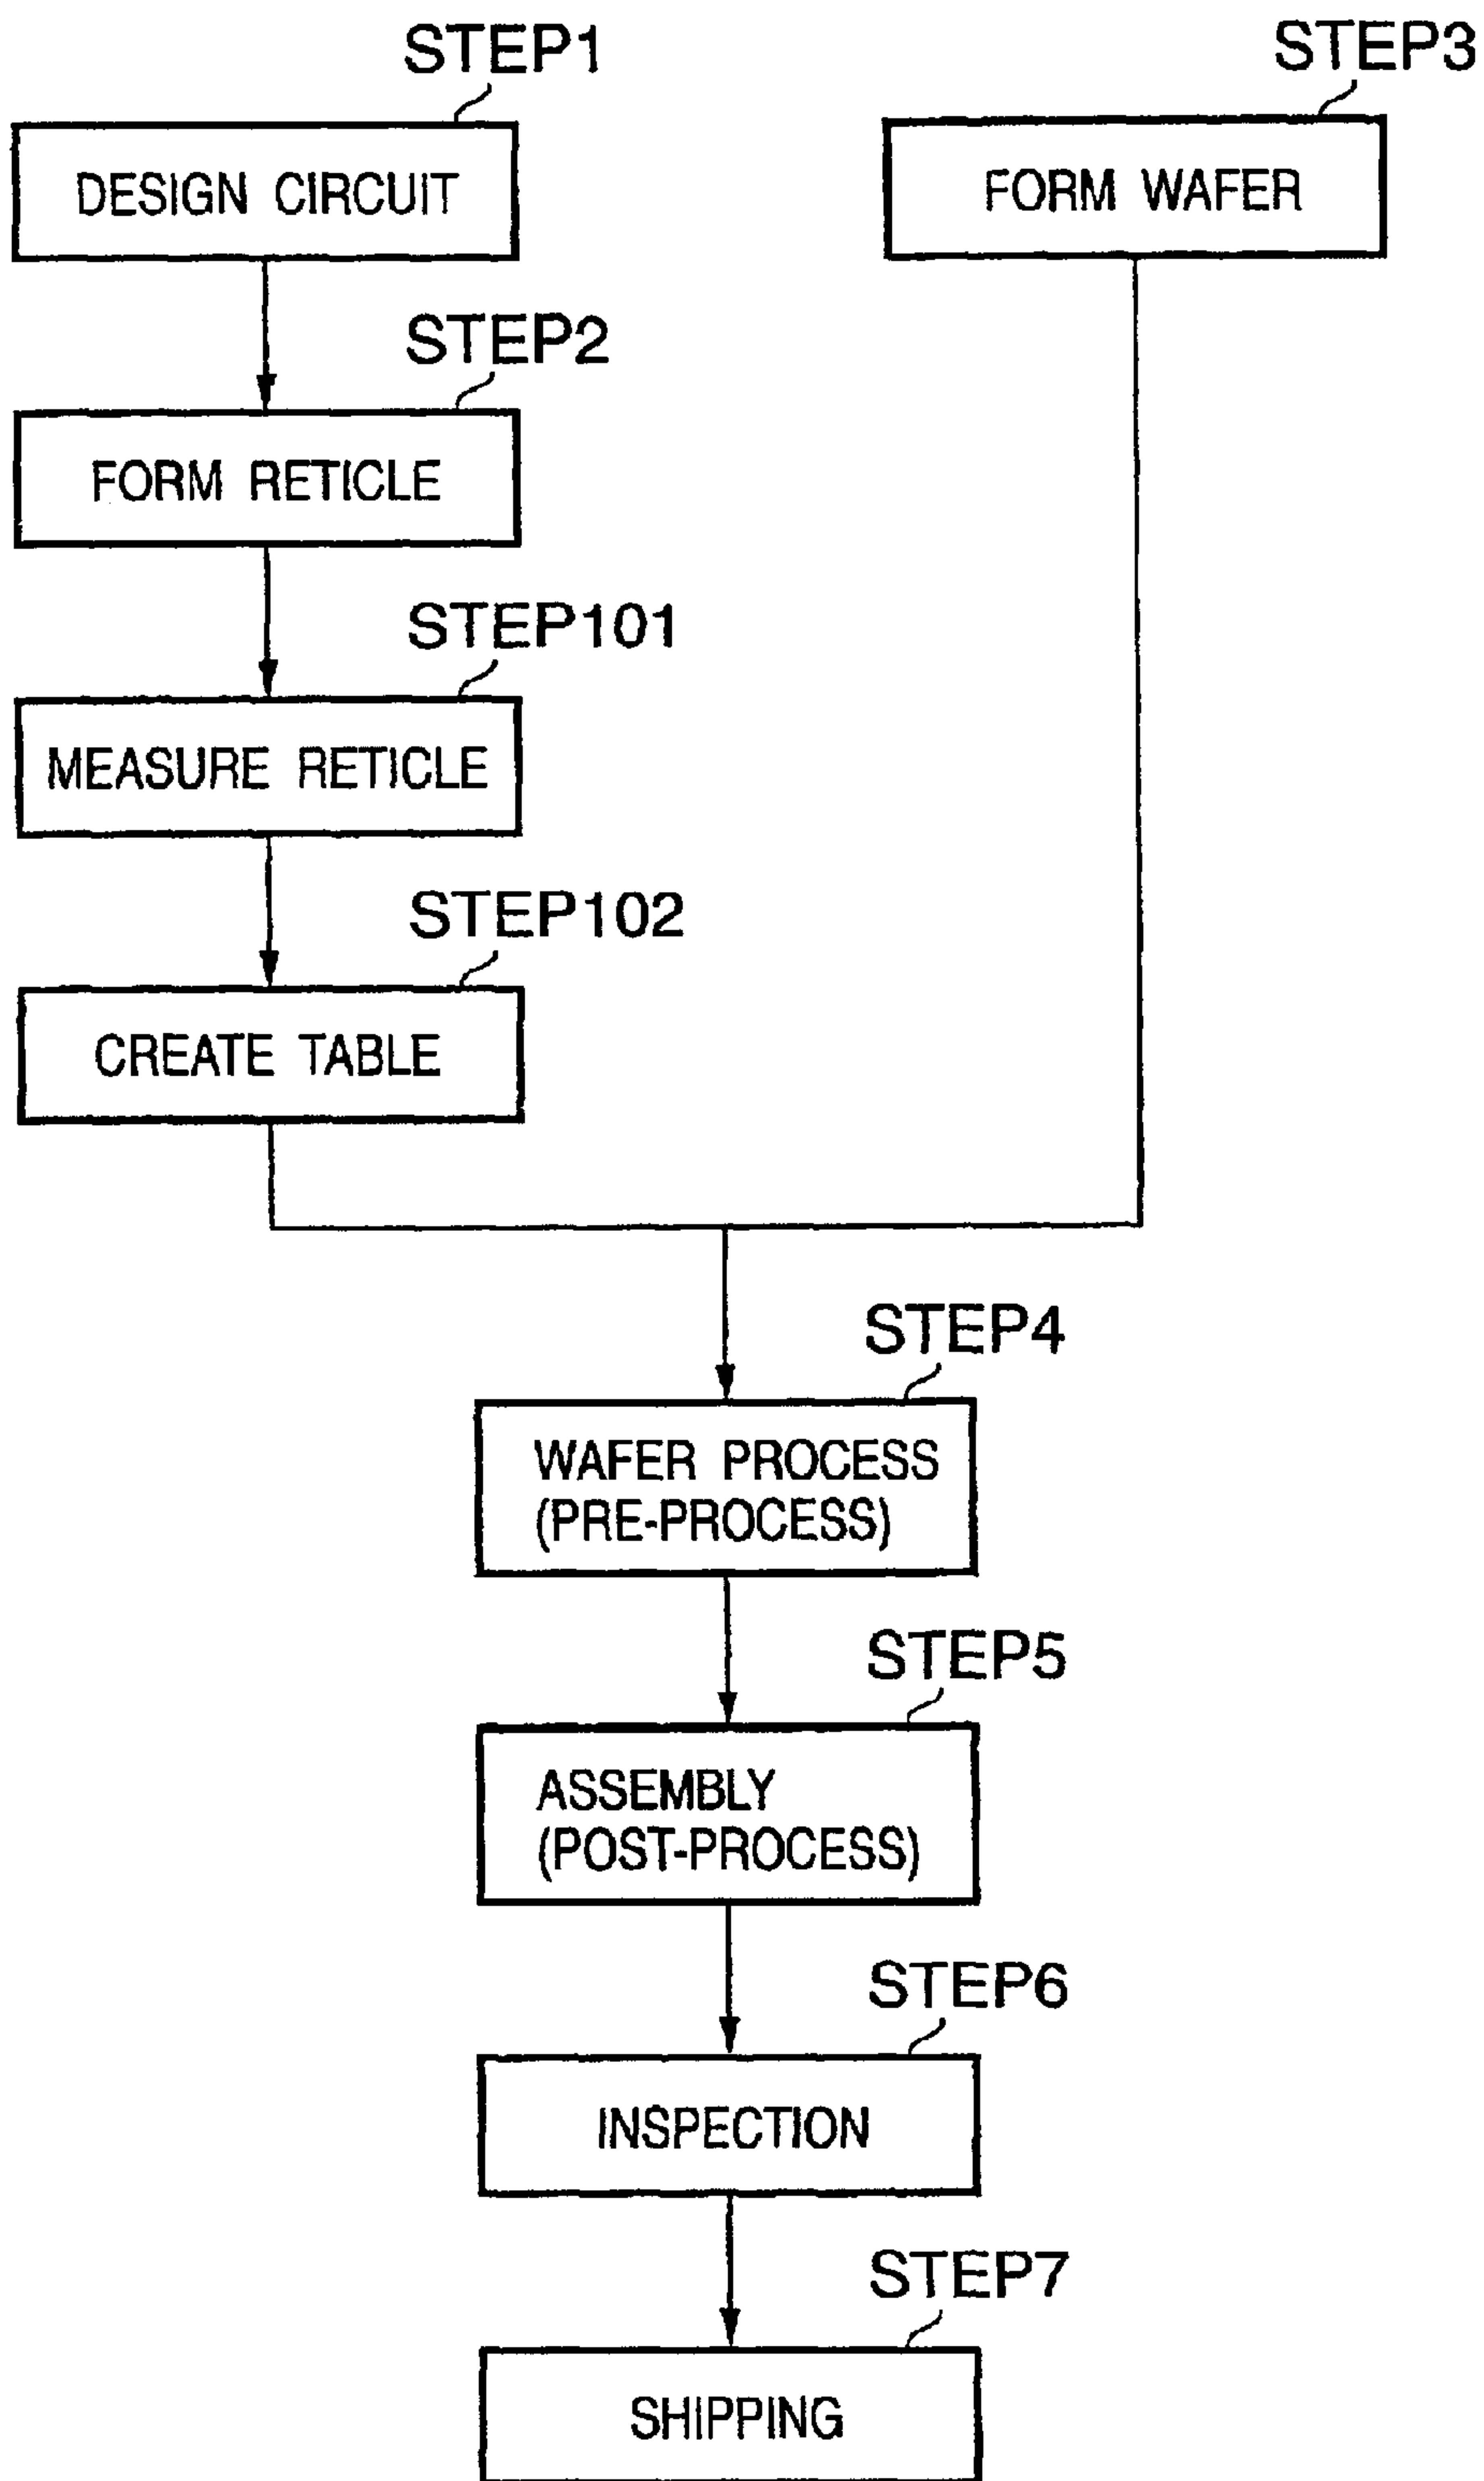 STEP1
DESIGN CIRCUIT
STEP2
FORM RETICLE
STEP101
MEASURE RETICLE
STEP102
CREATE TABLE
STEP3
FORM WAFER
STEP4
WAFER PROCESS
(PRE-PROCESS)
STEP5
ASSEMBLY
(POST-PROCESS)
STEP6
INSPECTION
STEP7
SHIPPING